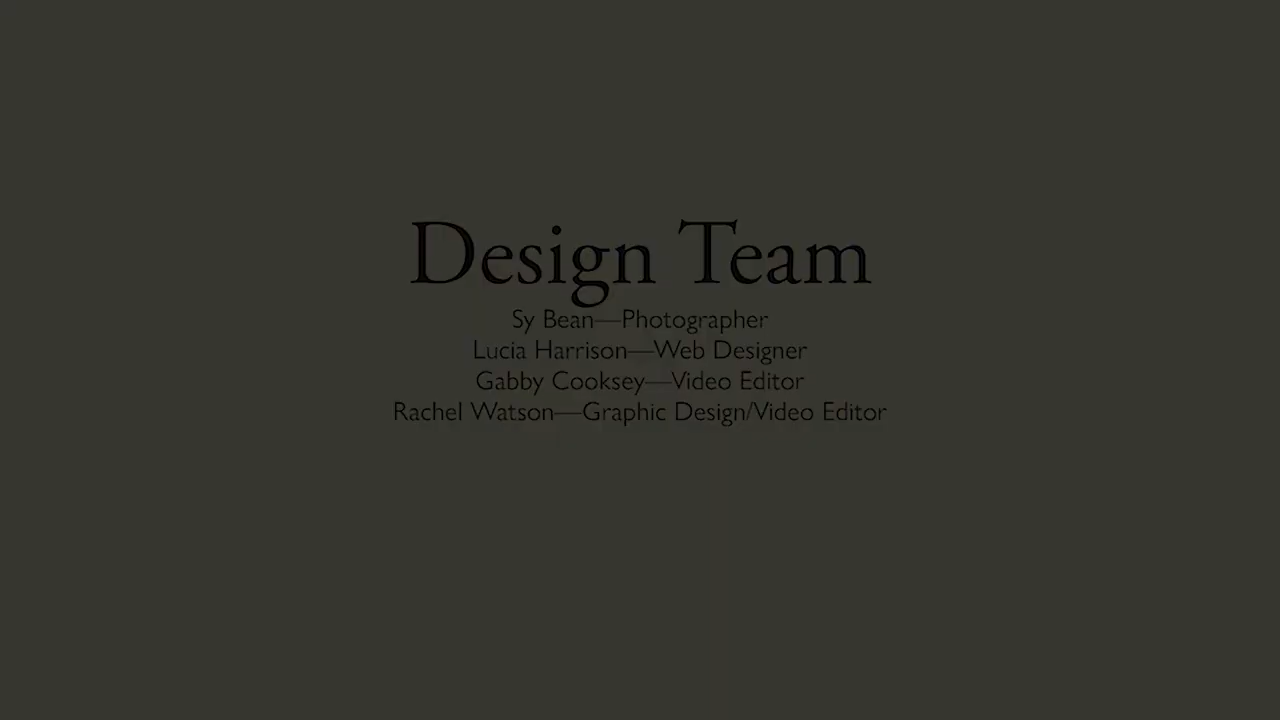 Design Team
Sy Bean—Photographer
Lucia Harrison—Web Designer
Gabby Cooksey—Video Editor
Rachel Watson—Graphic Design/Video Editor